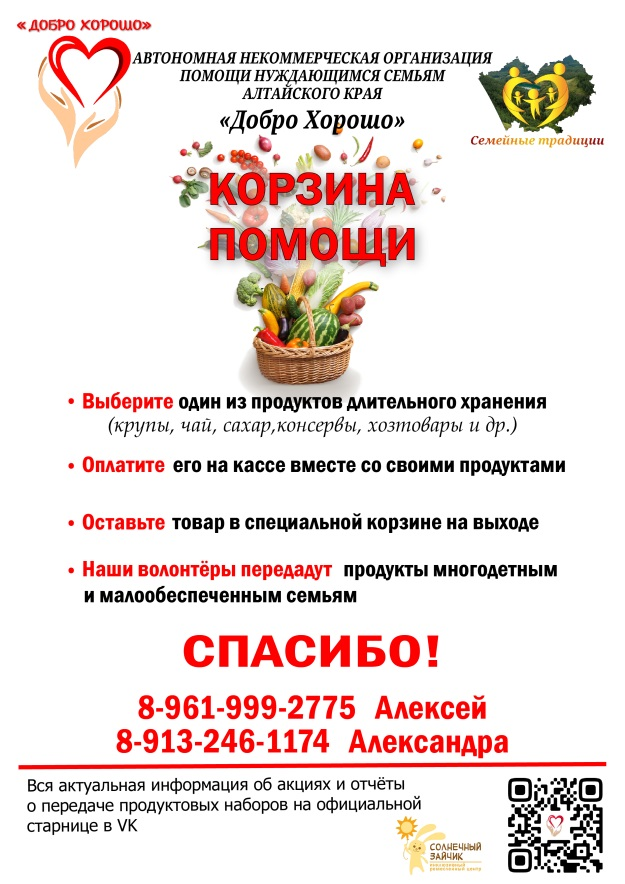 « ДОБРО ХОРОШО»
АВТОНОМНАЯ НЕКОММЕРЧЕСКАЯ ОРГАНИЗАЦИЯ
ПОМОЩИ НУЖДАЮЩИМСЯ СЕМЬЯМ
АЛТАЙСКОГО КРАЯ
«Добро Хорошо»
Семейные традиции
КОРЗИНА
ПОМОЩИ
• Выберите один из продуктов длительного хранения
(крупы, чай, сахар,консервы, хозтовары и др.)
• Оплатите его на кассе вместе со своими продуктами
• Оставьте товар в специальной корзине на выходе
• Наши волонтёры передадут продукты многодетным
и малообеспеченным семьям
СПАСИБО!
8-961-999-2775 Алексей
8-913-246-1174 Александра
Вся актуальная информация об акциях и отчёты
о передаче продуктовых наборов на официальной
старнице в VK
СОЛНЕЧНЫЙ
ЗАЙЧИК